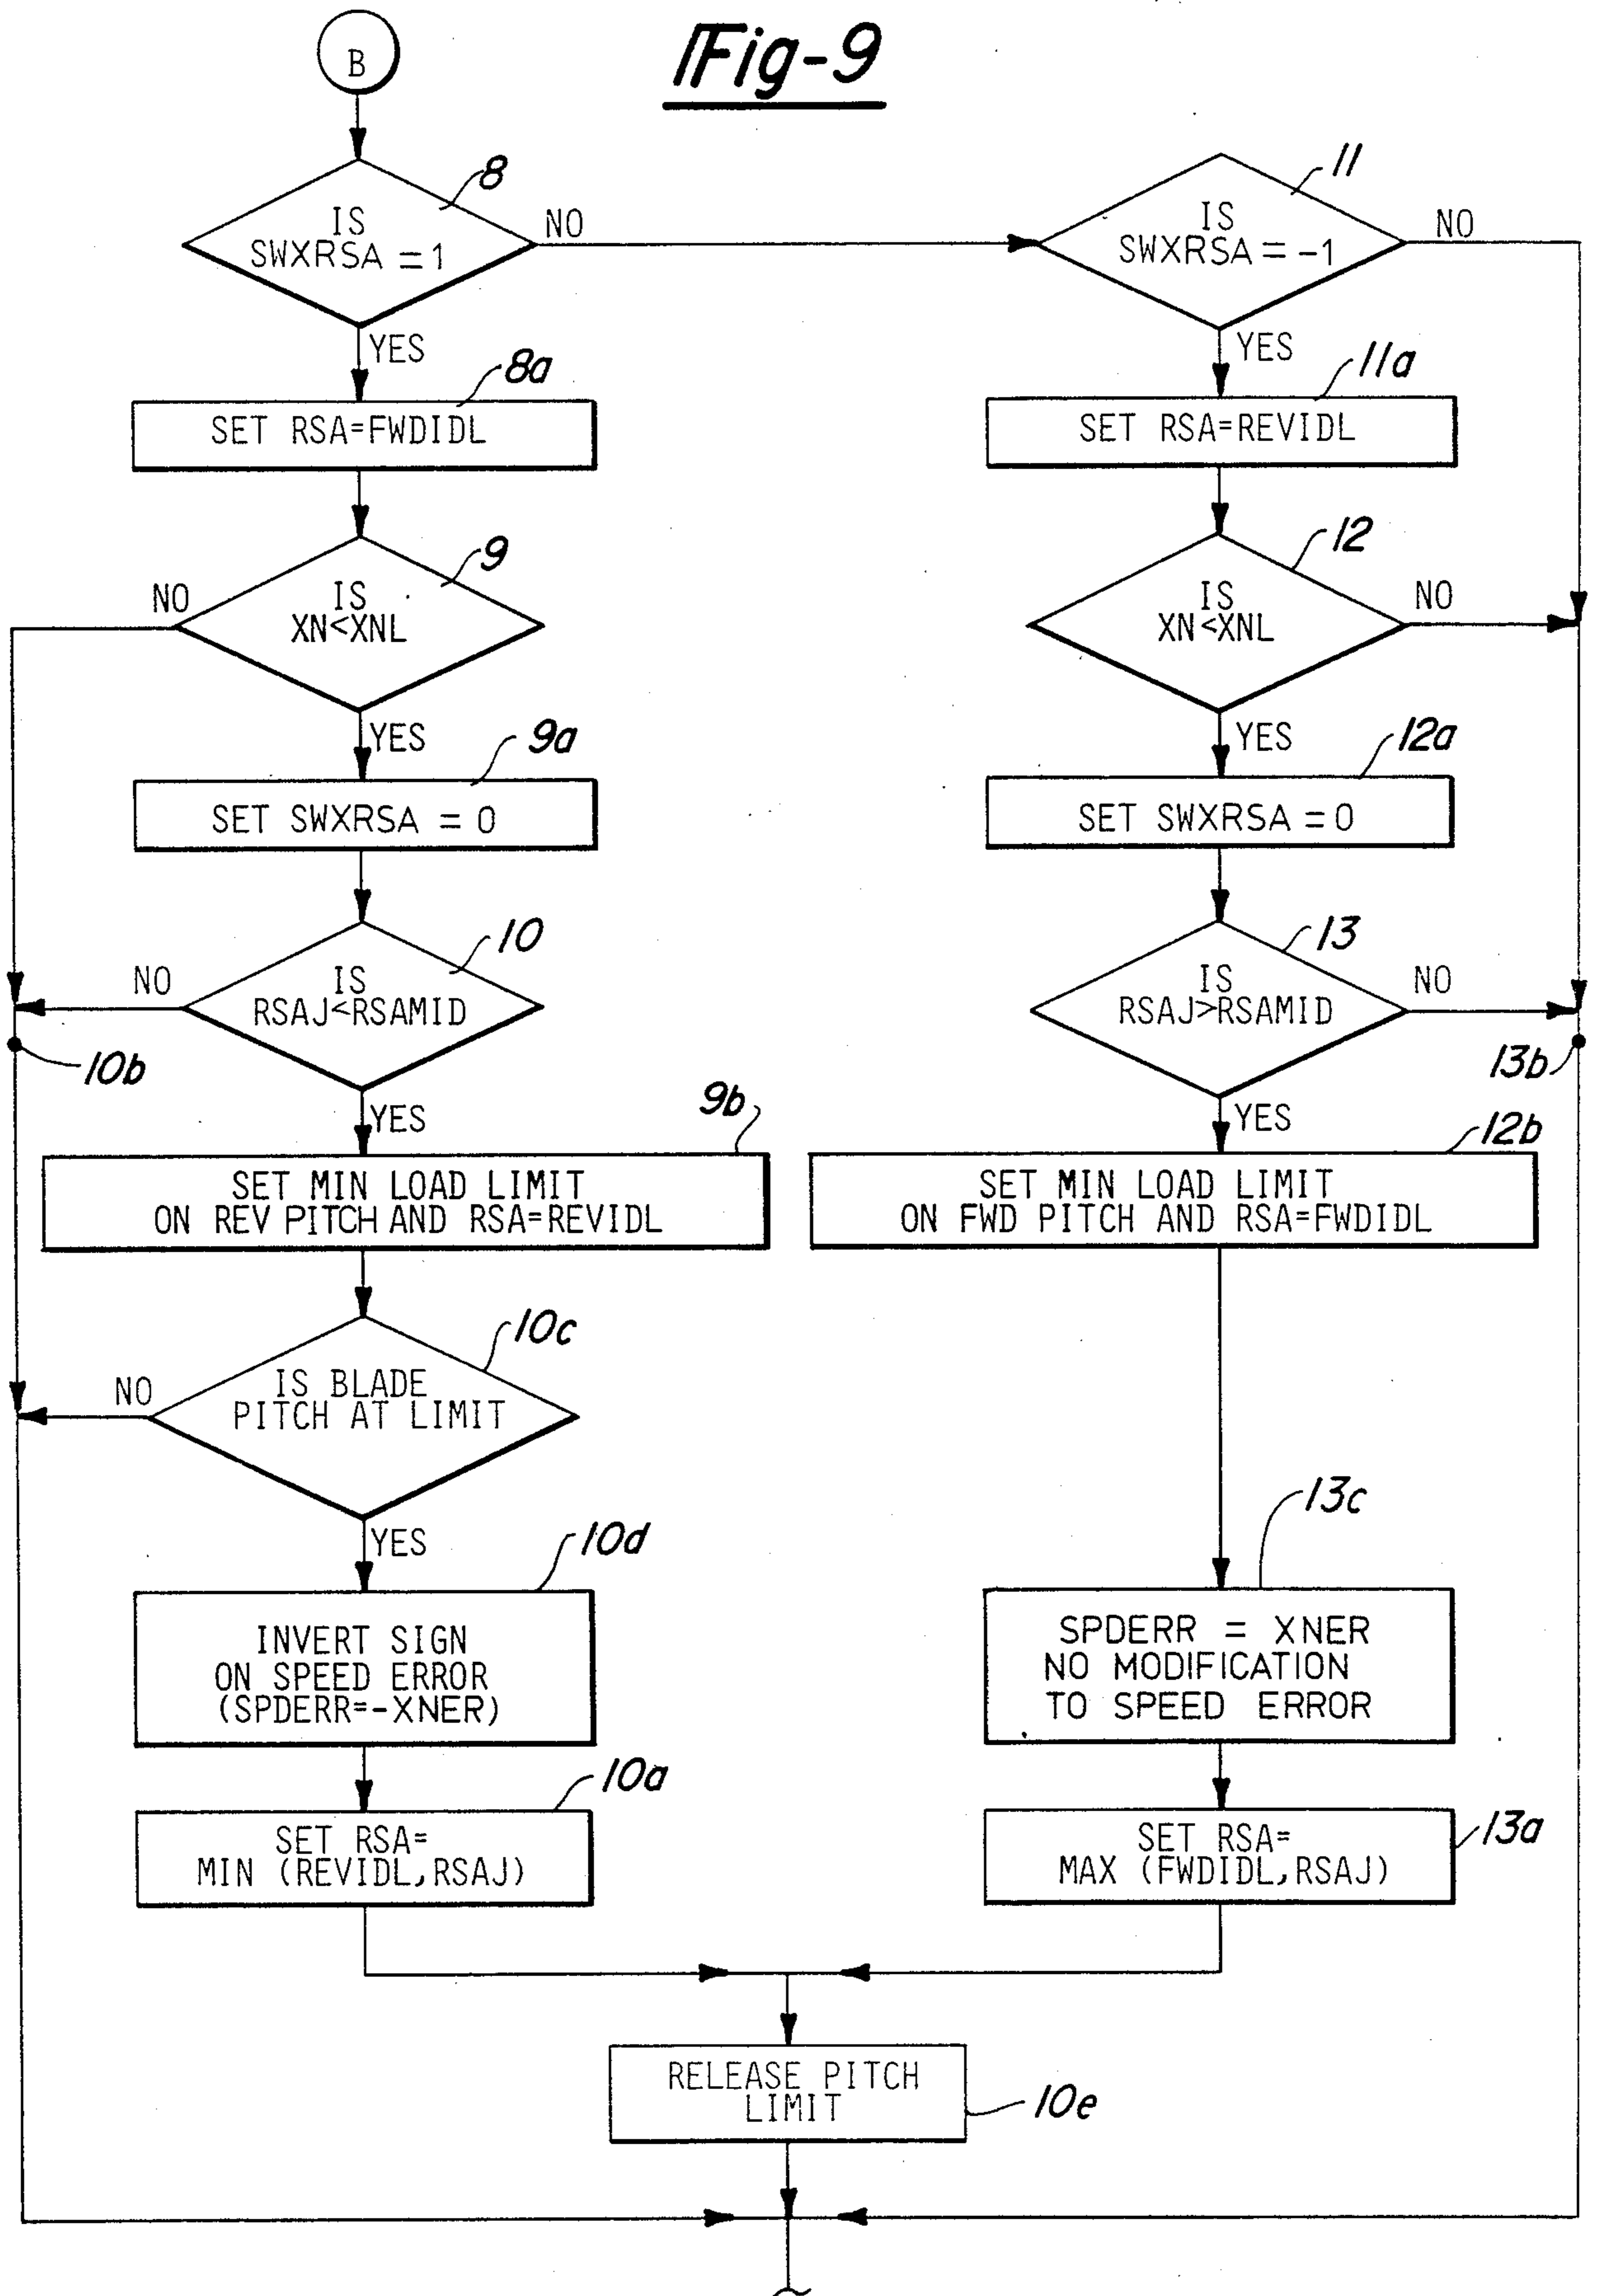 Fig-9
B
8
IS
SWXRSA = 1
NO
YES
8a
SET RSA=FWDIDL
9
IS
XN<XNL
NO
YES
9a
SET SWXRSA = 0
10
IS
RSAJ<RSAMID
NO
10b
YES
9b
SET MIN LOAD LIMIT
ON REV PITCH AND RSA=REVIDL
10c
IS BLADE
PITCH AT LIMIT
NO
YES
10d
INVERT SIGN
ON SPEED ERROR
(SPDERR=-XNER)
10a
SET RSA=
MIN (REVIDL,RSAJ)
11
IS
SWXRSA = -1
NO
YES
11a
SET RSA=REVIDL
12
IS
XN<XNL
NO
YES
12a
SET SWXRSA = 0
13
IS
RSAJ>RSAMID
NO
13b
YES
12b
SET MIN LOAD LIMIT
ON FWD PITCH AND RSA=FWDIDL
13c
SPDERR = XNER
NO MODIFICATION
TO SPEED ERROR
13a
SET RSA=
MAX (FWDIDL,RSAJ)
RELEASE PITCH
LIMIT
10e